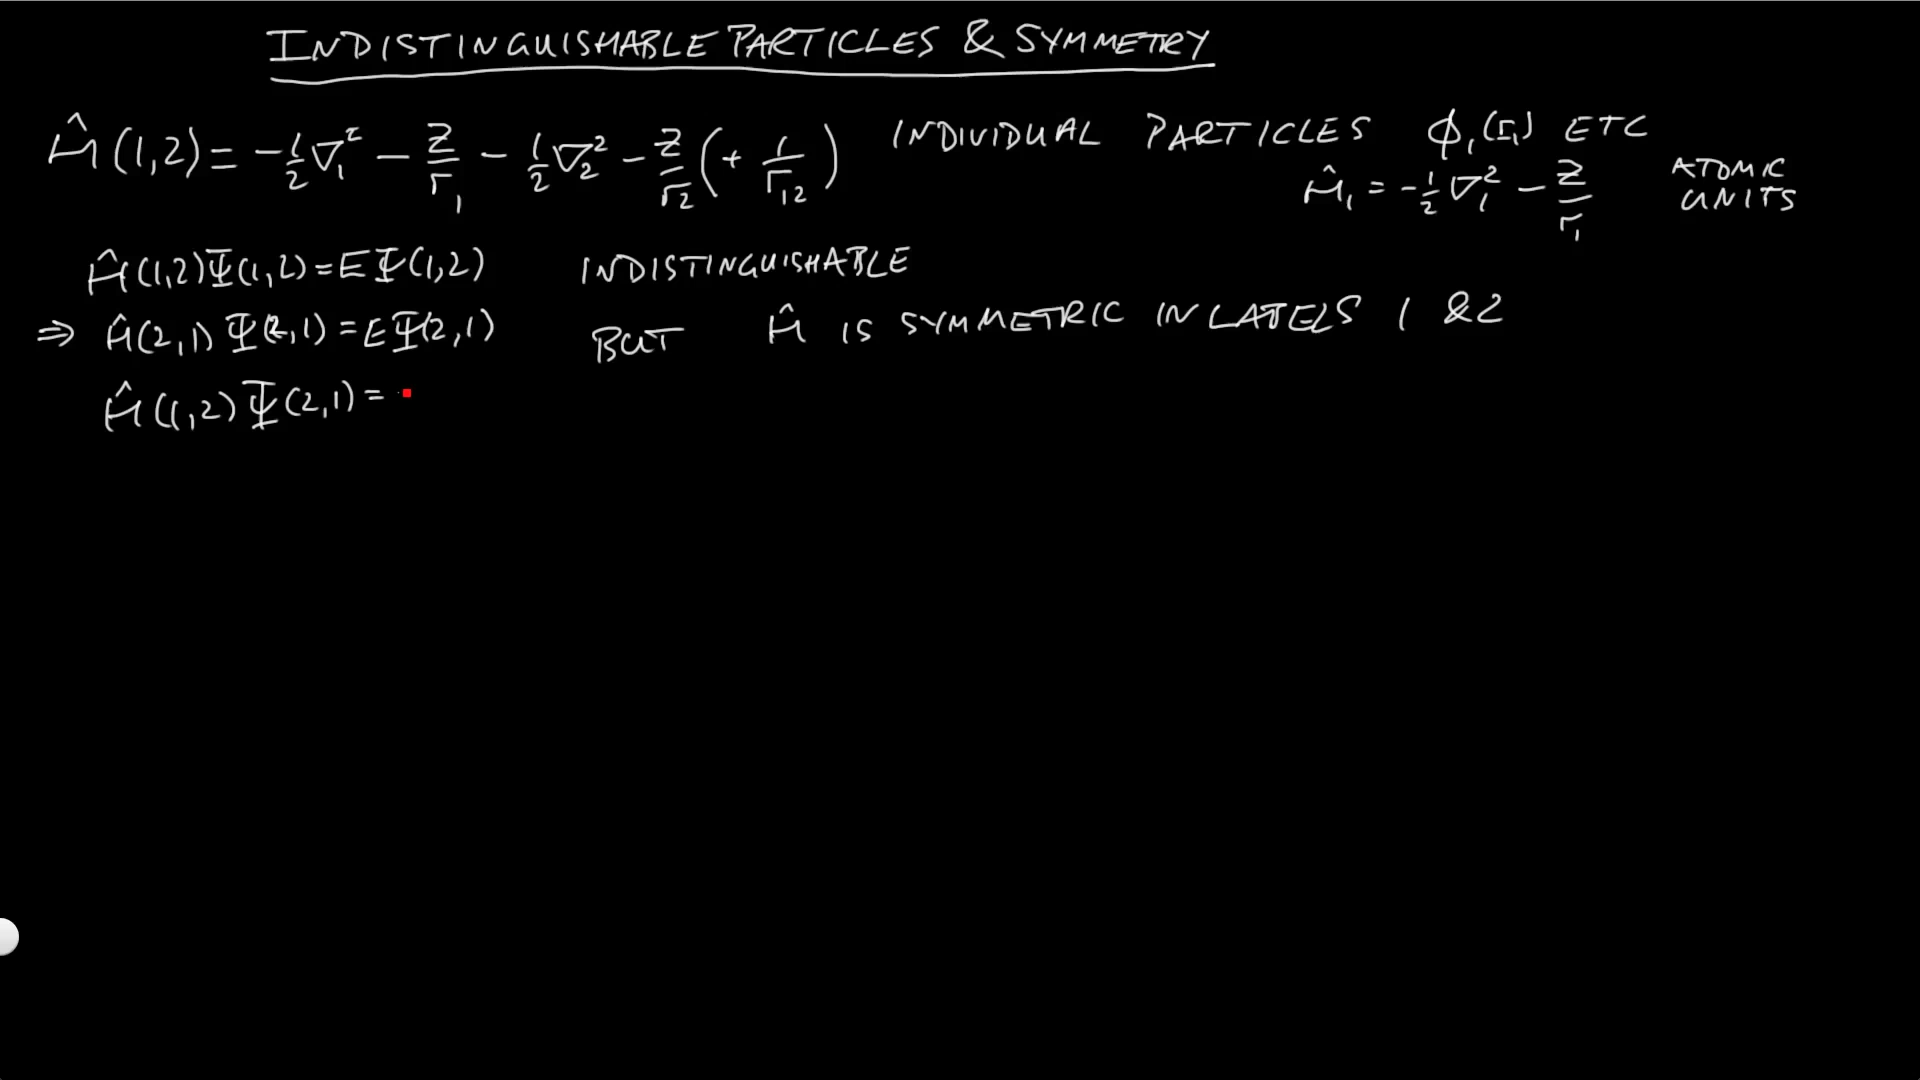 INDISTINGUISHABLE PARTICLES & SYMMETRY
Ĥ(1,2) = -½∇₁² - Z/r₁ - ½∇₂² - Z/r₂ (+ 1/r₁₂) INDIVIDUAL PARTICLES ϕ₁(r₁) ETC
Ĥ₁ = -½∇₁² - Z/r₁ ATOMIC UNITS
Ĥ(1,2)Ψ(1,2) = EΨ(1,2) INDISTINGUISHABLE
⇒ Ĥ(2,1)Ψ(2,1) = EΨ(2,1) BUT Ĥ IS SYMMETRIC IN LABELS 1 & 2
Ĥ(1,2)Ψ(2,1) =